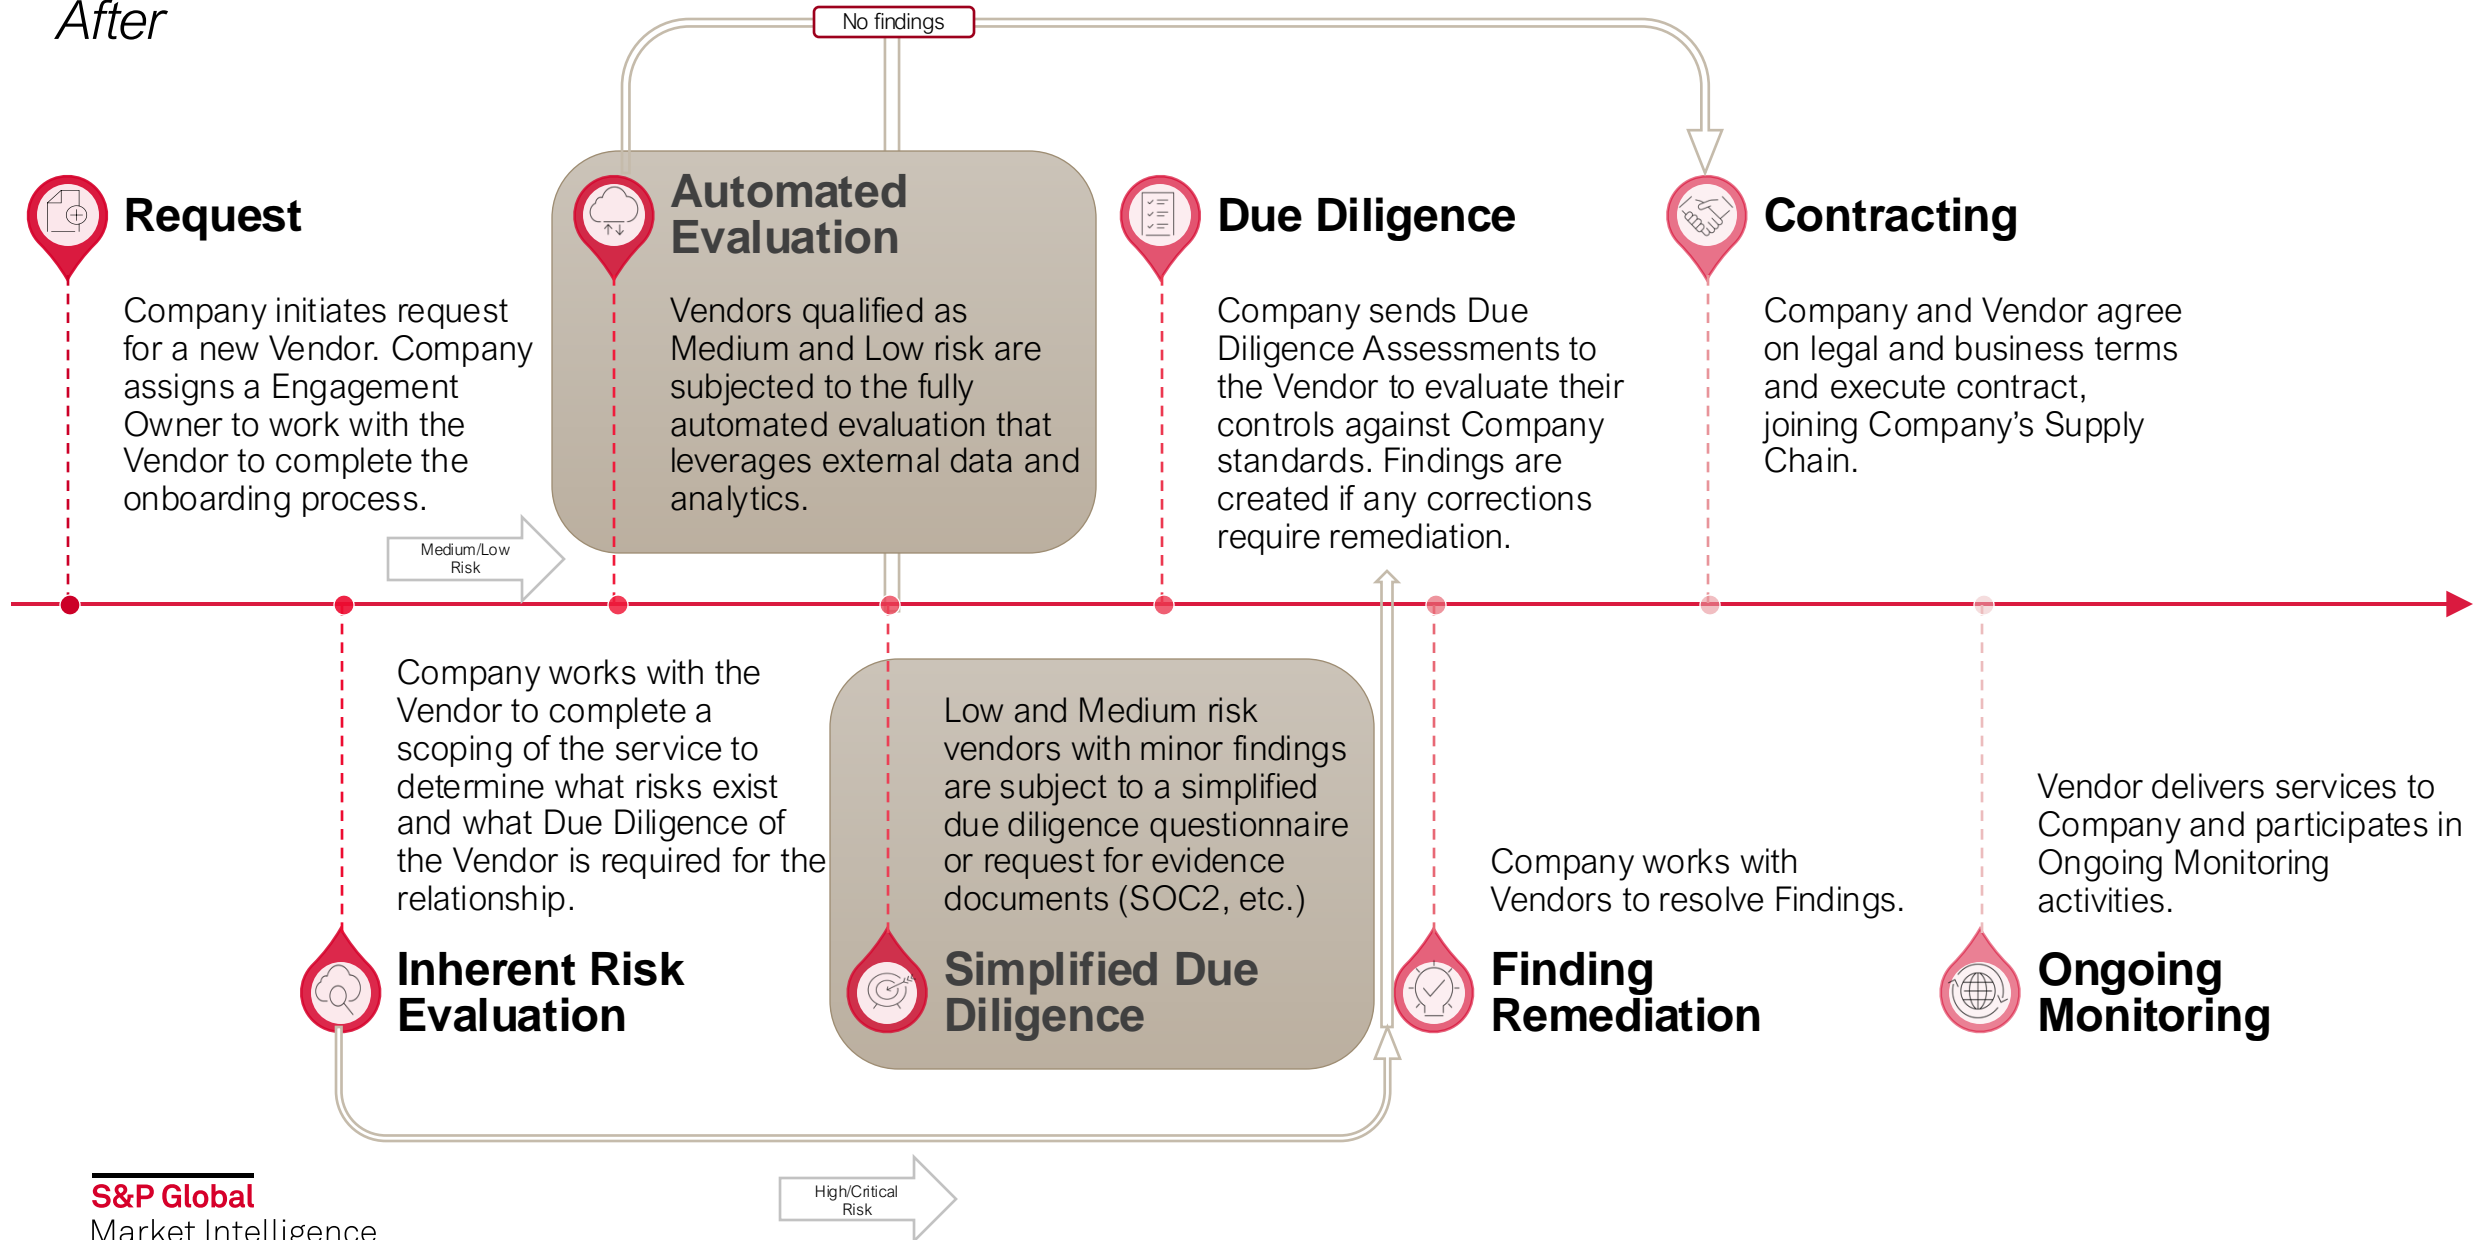 After
No findings
Request
Company initiates request
for a new Vendor. Company
assigns a Engagement
Owner to work with the
Vendor to complete the
onboarding process.
Medium/Low
Risk
Automated
Evaluation
Vendors qualified as
Medium and Low risk are
subjected to the fully
automated evaluation that
leverages external data and
analytics.
Due Diligence
Company sends Due
Diligence Assessments to
the Vendor to evaluate their
controls against Company
standards. Findings are
created if any corrections
require remediation.
Contracting
Company and Vendor agree
on legal and business terms
and execute contract,
joining Company’s Supply
Chain.
Company works with the
Vendor to complete a
scoping of the service to
determine what risks exist
and what Due Diligence of
the Vendor is required for the
relationship.
Inherent Risk
Evaluation
Low and Medium risk
vendors with minor findings
are subject to a simplified
due diligence questionnaire
or request for evidence
documents (SOC2, etc.)
Simplified Due
Diligence
Company works with
Vendors to resolve Findings.
Finding
Remediation
Vendor delivers services to
Company and participates in
Ongoing Monitoring
activities.
Ongoing
Monitoring
High/Critical
Risk
S&P Global
Market Intelligence